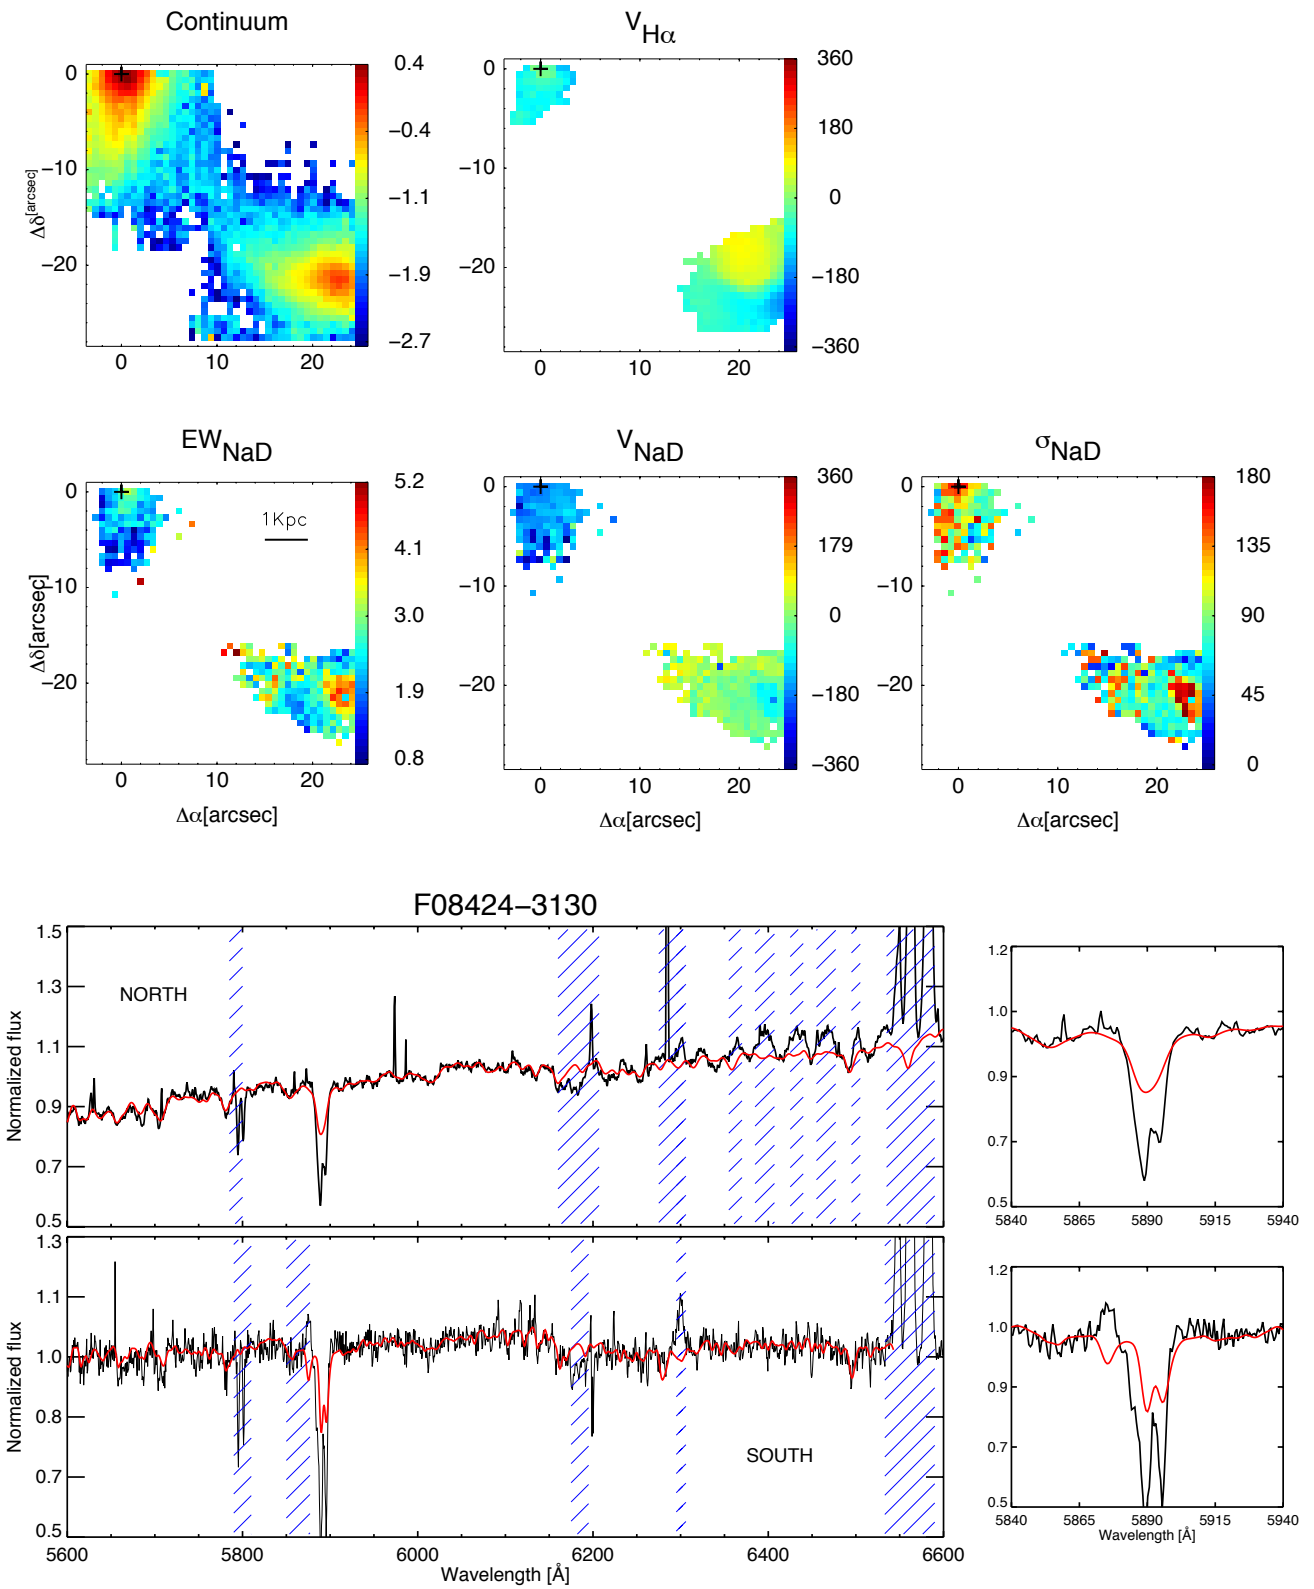 Continuum
V Hα
0
−10
−20
Δδ[arcsec]
0 10 20
0.4
−0.4
−1.1
−1.9
−2.7
0
−10
−20
0 10 20
360
180
0
−180
−360
EW NaD
V NaD
σ NaD
1Kpc
0
−10
−20
Δδ[arcsec]
0 10 20
Δα[arcsec]
5.2
4.1
3.0
1.9
0.8
0
−10
−20
0 10 20
Δα[arcsec]
360
179
0
−180
−360
0
−10
−20
0 10 20
Δα[arcsec]
180
135
90
45
0
F08424−3130
NORTH
Normalized flux
1.5
1.3
1.1
0.9
0.7
0.5
1.2
1.0
0.9
0.7
0.5
5840 5865 5890 5915 5940
SOUTH
Normalized flux
1.3
1.1
1.0
0.8
0.7
0.5
5600 5800 6000 6200 6400 6600
Wavelength [Å]
1.2
1.0
0.9
0.7
0.5
5840 5865 5890 5915 5940
Wavelength [Å]